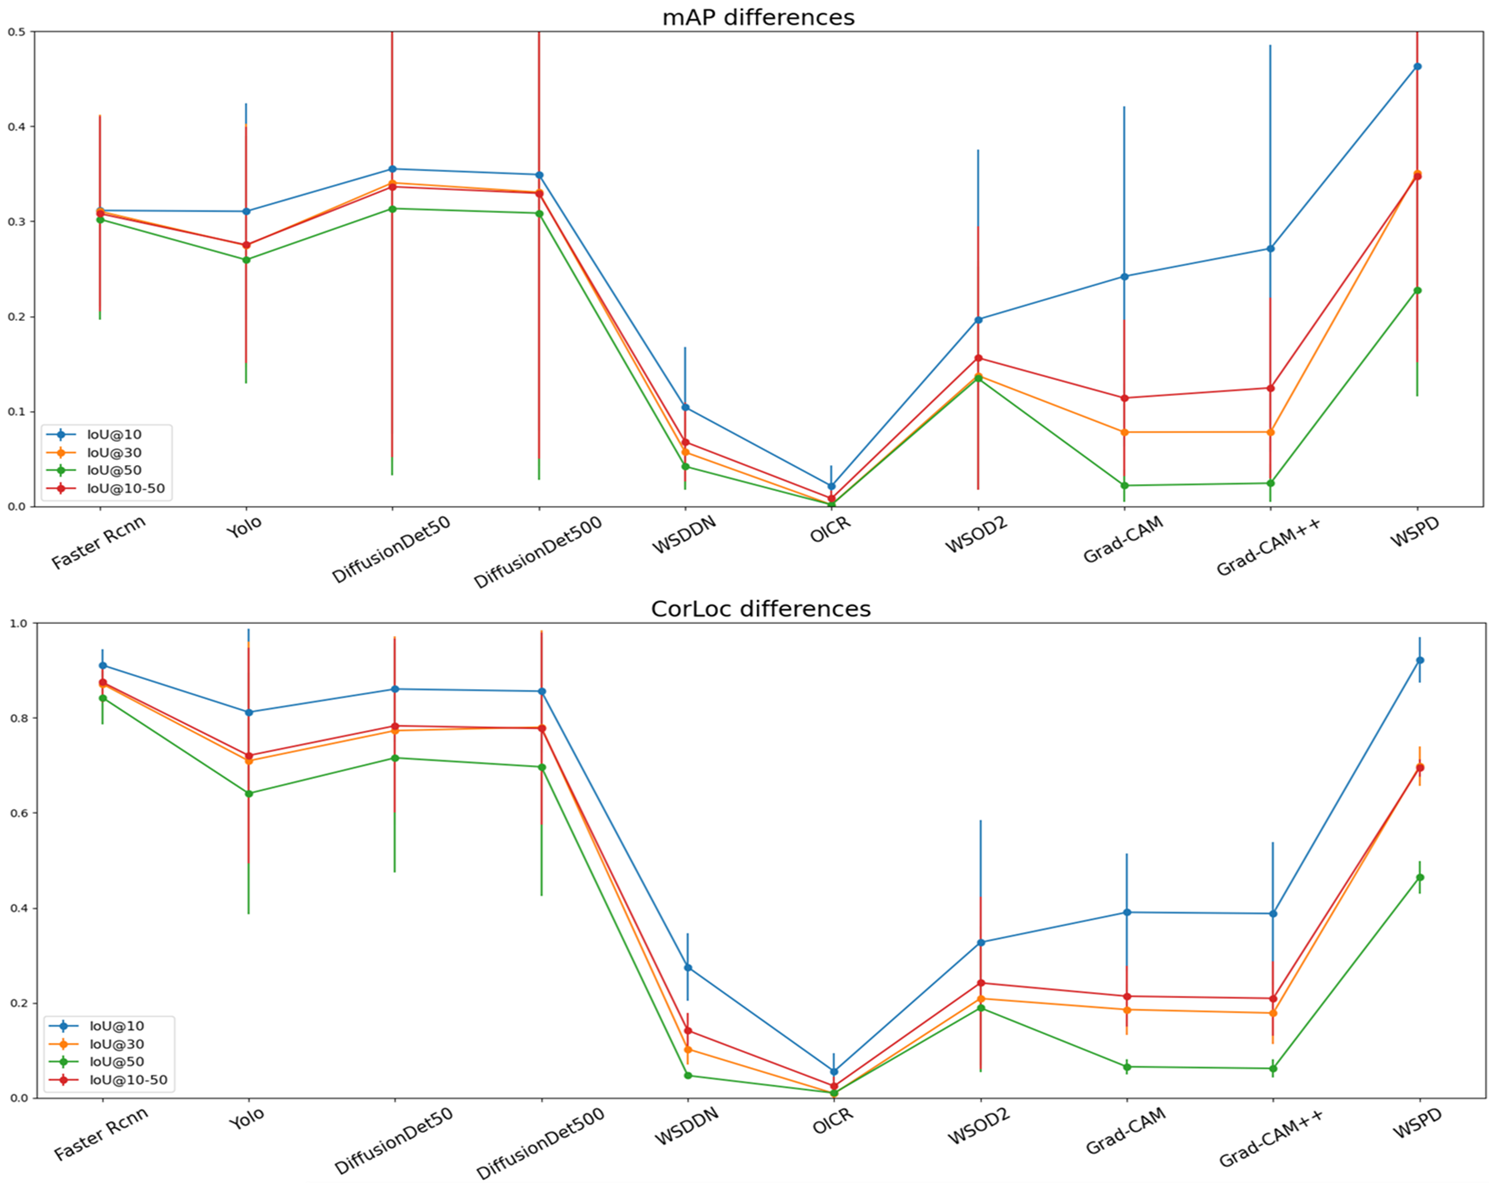 mAP differences
0.5
0.4
0.3
0.2
0.1
0.0
IoU@10
IoU@30
IoU@50
IoU@10-50
Faster Rcnn
Yolo
DiffusionDet50
DiffusionDet500
WSDDN
OICR
WSOD2
Grad-CAM
Grad-CAM++
WSPD
CorLoc differences
1.0
0.8
0.6
0.4
0.2
0.0
IoU@10
IoU@30
IoU@50
IoU@10-50
Faster Rcnn
Yolo
DiffusionDet50
DiffusionDet500
WSDDN
OICR
WSOD2
Grad-CAM
Grad-CAM++
WSPD